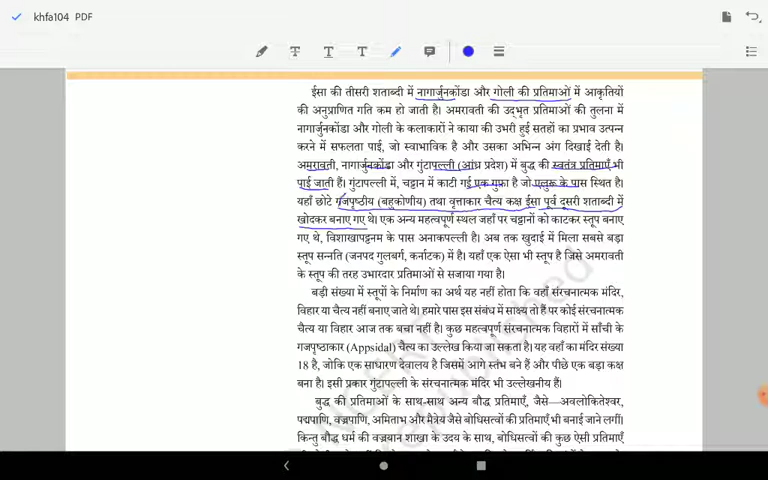 khfa104 PDF
ईसा की तीसरी शताब्दी में नागार्जुनकोंडा और गोली की प्रतिमाओं में आकृतियों
की अनुप्राणित गति कम हो जाती है। अमरावती की उद्‌भृत प्रतिमाओं की तुलना में
नागार्जुनकोंडा और गोली के कलाकारों ने काया की उभरी हुई सतहों का प्रभाव उत्पन्न
करने में सफलता पाई, जो स्वाभाविक है और उसका अभिन्न अंग दिखाई देती है।
अमरावती, नागार्जुनकोंडा और गुंटापल्ली (आंध्र प्रदेश) में बुद्ध की स्वतंत्र प्रतिमाएँ भी
पाई जाती हैं। गुंटापल्ली में, चट्टान में काटी गई एक गुफा है जो एलुरू के पास स्थित है।
यहाँ छोटे गजपृष्ठीय (बहुकोणीय) तथा वृत्ताकार चैत्य कक्ष ईसा पूर्व दूसरी शताब्दी में
खोदकर बनाए गए थे। एक अन्य महत्वपूर्ण स्थल जहाँ पर चट्टानों को काटकर स्तूप बनाए
गए थे, विशाखापट्टनम के पास अनाकपल्ली है। अब तक खुदाई में मिला सबसे बड़ा
स्तूप सन्नति (जनपद गुलबर्ग, कर्नाटक) में है। यहाँ एक ऐसा भी स्तूप है जिसे अमरावती
के स्तूप की तरह उभारदार प्रतिमाओं से सजाया गया है।
बड़ी संख्या में स्तूपों के निर्माण का अर्थ यह नहीं होता कि वहाँ संरचनात्मक मंदिर,
विहार या चैत्य नहीं बनाए जाते थे। हमारे पास इस संबंध में साक्ष्य तो हैं पर कोई संरचनात्मक
चैत्य या विहार आज तक बचा नहीं है। कुछ महत्वपूर्ण संरचनात्मक विहारों में साँची के
गजपृष्ठाकार (Appsidal) चैत्य का उल्लेख किया जा सकता है। यह वहाँ का मंदिर संख्या
18 है, जोकि एक साधारण देवालय है जिसमें आगे स्तंभ बने हैं और पीछे एक बड़ा कक्ष
बना है। इसी प्रकार गुंटापल्ली के संरचनात्मक मंदिर भी उल्लेखनीय हैं।
बुद्ध की प्रतिमाओं के साथ-साथ अन्य बौद्ध प्रतिमाएँ, जैसे—अवलोकितेश्वर,
पद्मपाणि, वज्रपाणि, अमिताभ और मैत्रेय जैसे बोधिसत्वों की प्रतिमाएँ भी बनाई जाने लगीं।
किन्तु बौद्ध धर्म की वज्रयान शाखा के उदय के साथ, बोधिसत्वों की कुछ ऐसी प्रतिमाएँ